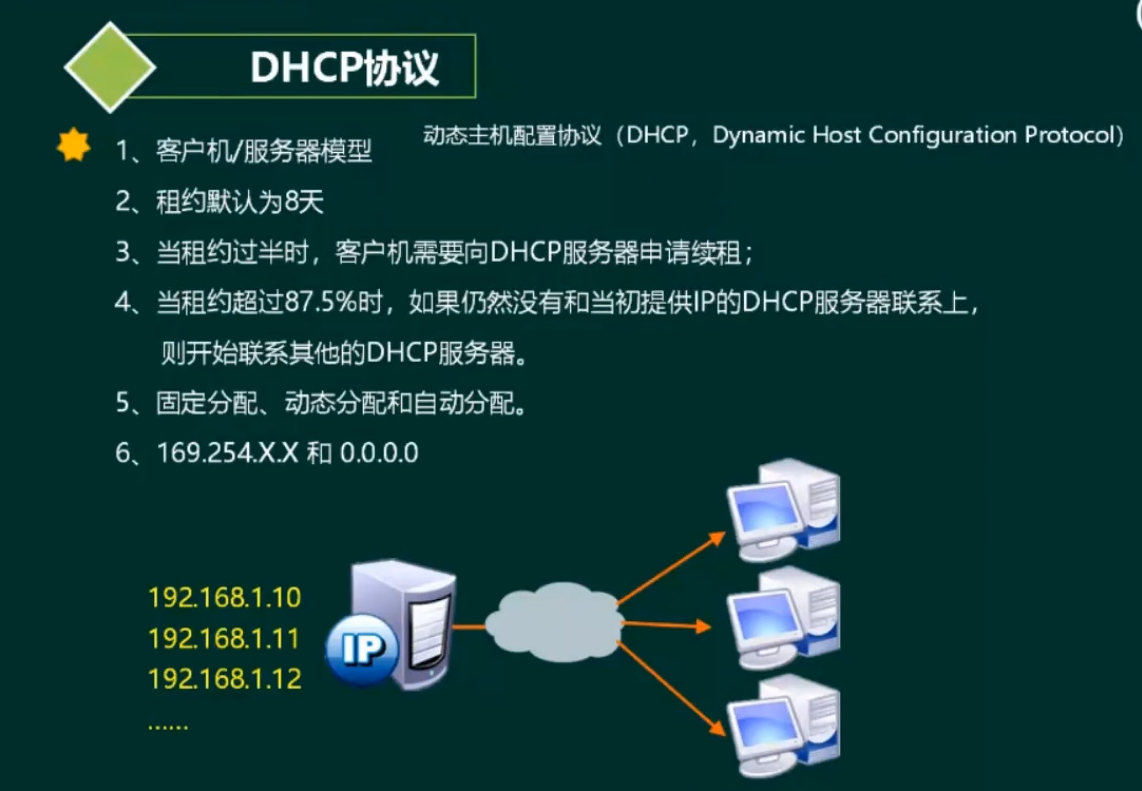 DHCP协议
动态主机配置协议（DHCP，Dynamic Host Configuration Protocol）
1、客户机/服务器模型
2、租约默认为8天
3、当租约过半时，客户机需要向DHCP服务器申请续租；
4、当租约超过87.5%时，如果仍然没有和当初提供IP的DHCP服务器联系上，
则开始联系其他的DHCP服务器。
5、固定分配、动态分配和自动分配。
6、169.254.X.X 和 0.0.0.0
192.168.1.10
192.168.1.11
192.168.1.12
......
IP